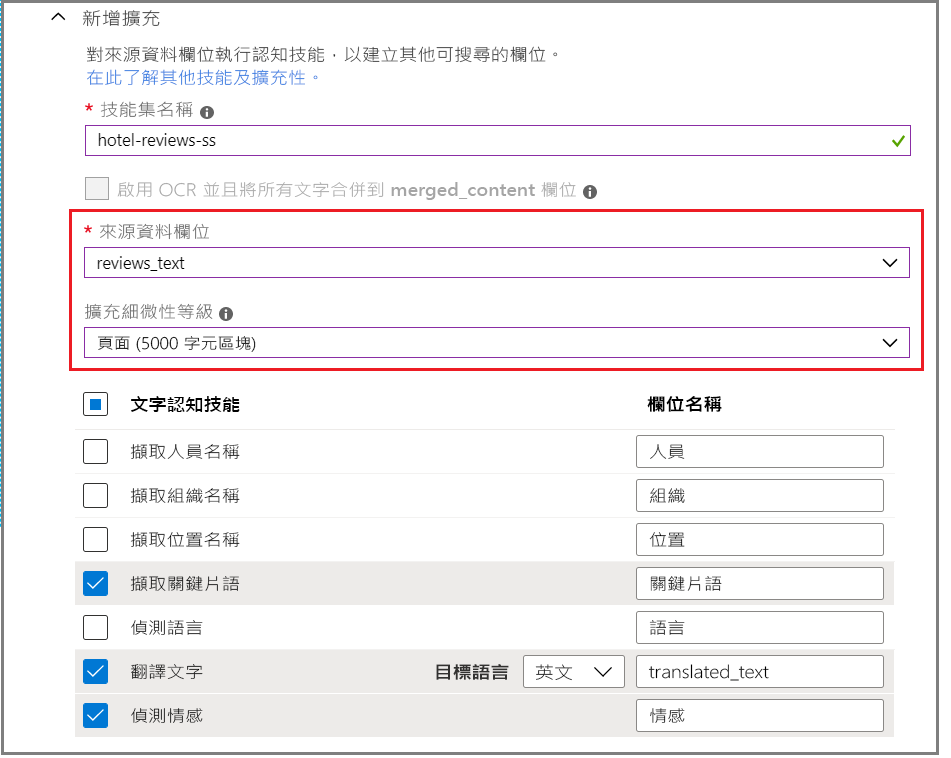 新增擴充
對來源資料欄位執行認知技能，以建立其他可搜尋的欄位。
在此了解其他技能及擴充性。
* 技能集名稱
hotel-reviews-ss
啟用 OCR 並且將所有文字合併到 merged_content 欄位
* 來源資料欄位
reviews_text
擴充細微性等級
頁面 (5000 字元區塊)
文字認知技能 欄位名稱
擷取人員名稱 人員
擷取組織名稱 組織
擷取位置名稱 位置
擷取關鍵片語 關鍵片語
偵測語言 語言
翻譯文字 目標語言 英文 translated_text
偵測情感 情感